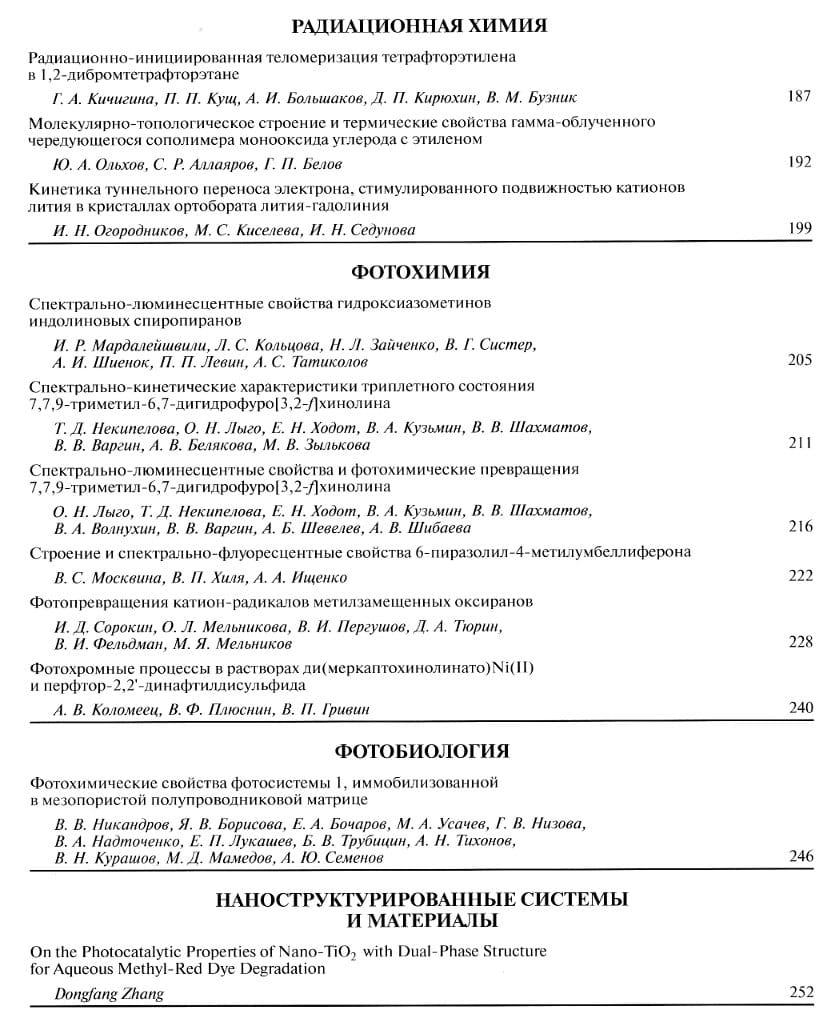 РАДИАЦИОННАЯ ХИМИЯ
Радиационно-инициированная теломеризация тетрафторэтилена
в 1,2-дибромтетрафторэтане
Г. А. Кичигина, П. П. Кущ, А. И. Большаков, Д. П. Кирюхин, В. М. Бузник 187
Молекулярно-топологическое строение и термические свойства гамма-облученного
чередующегося сополимера монооксида углерода с этиленом
Ю. А. Ольхов, С. Р. Аллаяров, Г. П. Белов 192
Кинетика туннельного переноса электрона, стимулированного подвижностью катионов
лития в кристаллах ортобората лития-гадолиния
И. Н. Огородников, М. С. Киселева, И. Н. Седунова 199
ФОТОХИМИЯ
Спектрально-люминесцентные свойства гидроксиазометинов
индолиновых спиропиранов
И. Р. Мардалейшвили, Л. С. Кольцова, Н. Л. Зайченко, В. Г. Систер,
А. И. Шиенок, П. П. Левин, А. С. Татиколов 205
Спектрально-кинетические характеристики триплетного состояния
7,7,9-триметил-6,7-дигидрофуро[3,2-f]хинолина
Т. Д. Некипелова, О. Н. Лыго, Е. Н. Ходот, В. А. Кузьмин, В. В. Шахматов,
В. В. Варгин, А. В. Белякова, М. В. Зылькова 211
Спектрально-люминесцентные свойства и фотохимические превращения
7,7,9-триметил-6,7-дигидрофуро[3,2-f]хинолина
О. Н. Лыго, Т. Д. Некипелова, Е. Н. Ходот, В. А. Кузьмин, В. В. Шахматов,
В. А. Волнухин, В. В. Варгин, А. Б. Шевелев, А. В. Шибаева 216
Строение и спектрально-флуоресцентные свойства 6-пиразолил-4-метилумбеллиферона
В. С. Москвина, В. П. Хиля, А. А. Ищенко 222
Фотопревращения катион-радикалов метилзамещенных оксиранов
И. Д. Сорокин, О. Л. Мельникова, В. И. Пергушов, Д. А. Тюрин,
В. И. Фельдман, М. Я. Мельников 228
Фотохромные процессы в растворах ди(меркаптохинолинато)Ni(II)
и перфтор-2,2'-динафтилдисульфида
А. В. Коломеец, В. Ф. Плюснин, В. П. Гривин 240
ФОТОБИОЛОГИЯ
Фотохимические свойства фотосистемы 1, иммобилизованной
в мезопористой полупроводниковой матрице
В. В. Никандров, Я. В. Борисова, Е. А. Бочаров, М. А. Усачев, Г. В. Низова,
В. А. Надточенко, Е. П. Лукашев, Б. В. Трубицин, А. Н. Тихонов,
В. Н. Курашов, М. Д. Мамедов, А. Ю. Семенов 246
НАНОСТРУКТУРИРОВАННЫЕ СИСТЕМЫ
И МАТЕРИАЛЫ
On the Photocatalytic Properties of Nano-TiO₂ with Dual-Phase Structure
for Aqueous Methyl-Red Dye Degradation
Dongfang Zhang 252